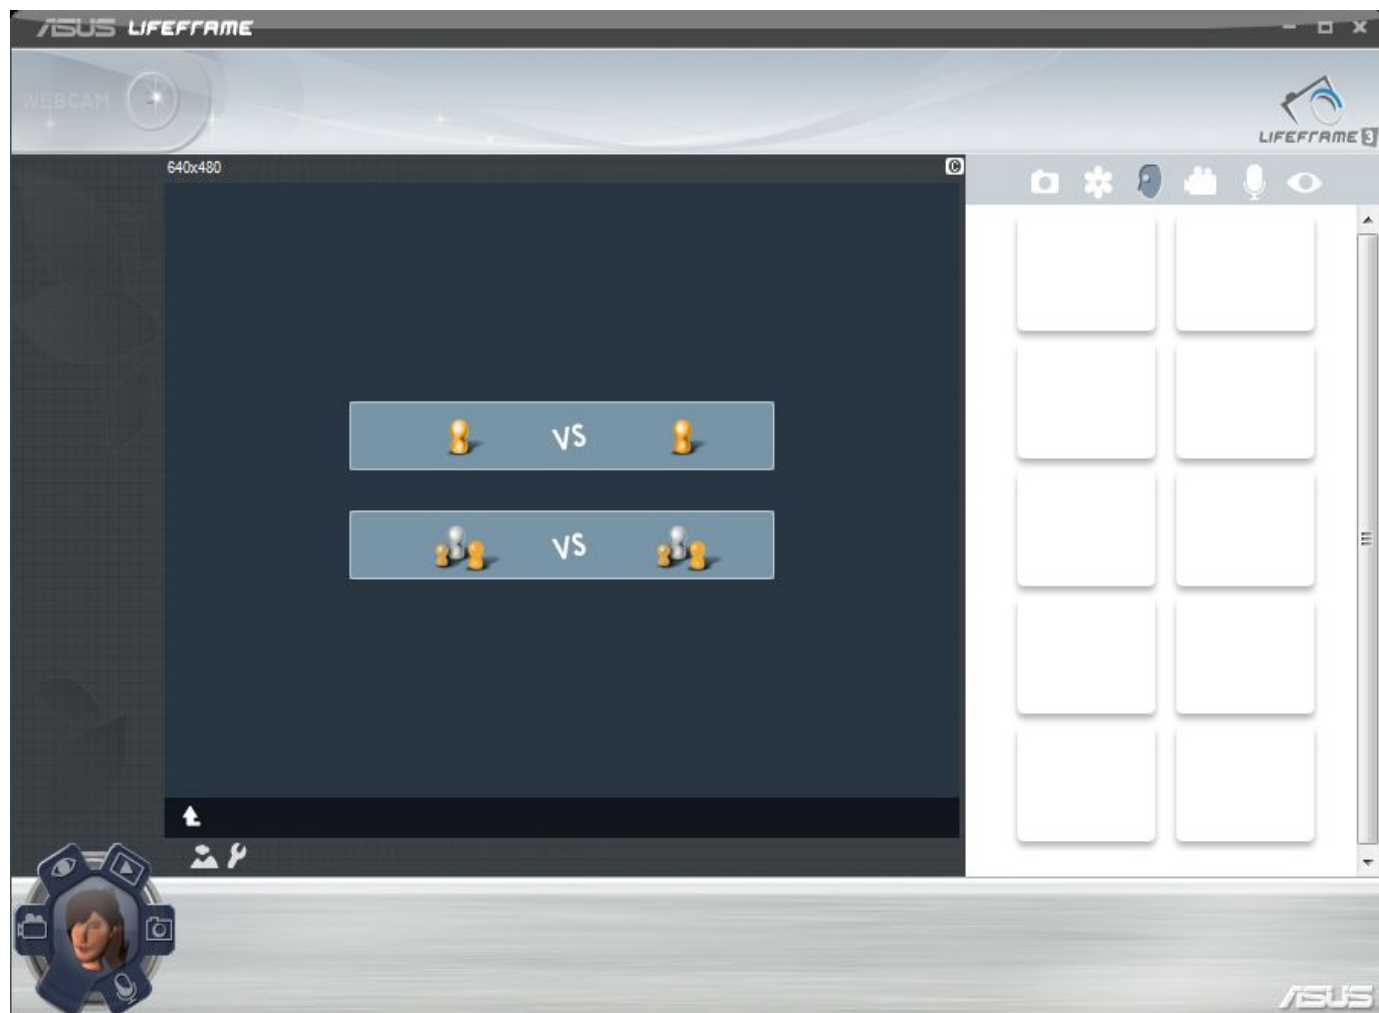 ASUS LIFEFRAME
WEBCAM
LIFEFRAME 3
640x480
VS
VS
ASUS